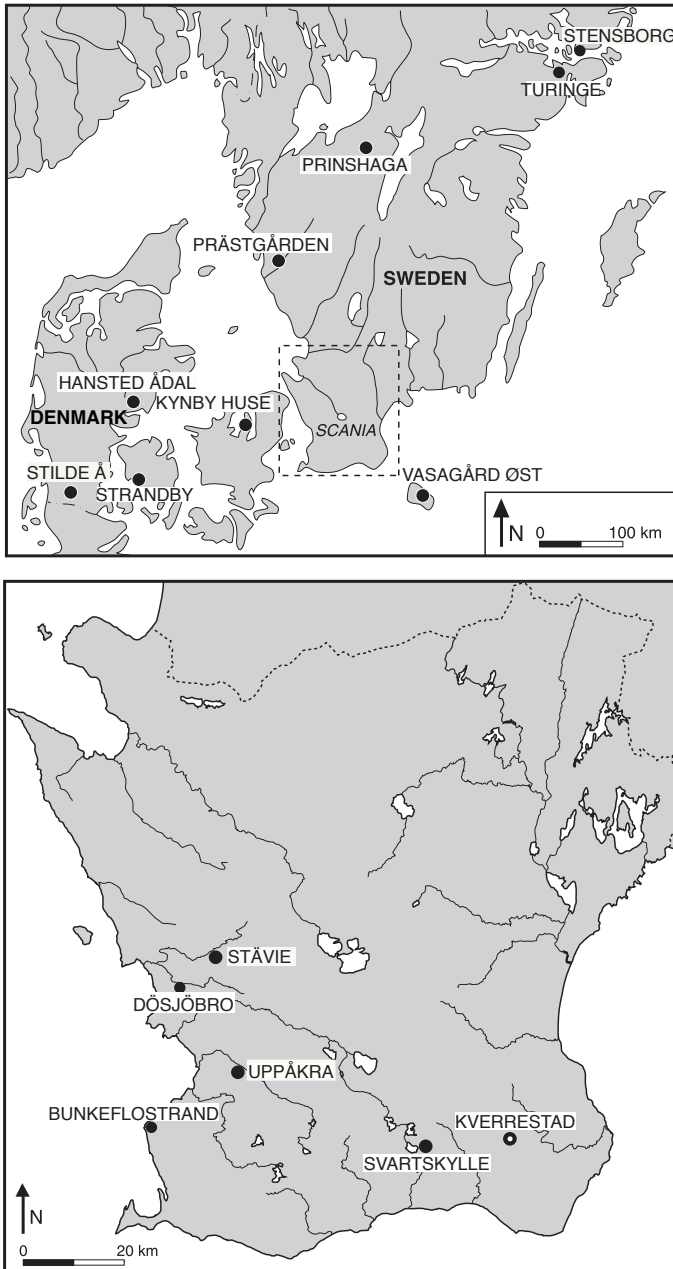 STENSBORG
TURINGE
PRINSHAGA
PRÄSTGÅRDEN
SWEDEN
HANSTED ÅDAL
KYNBY HUSE
DENMARK
SCANIA
STILDE Å
STRANDBY
VASAGÅRD ØST
N
0 100 km
STÄVIE
DÖSJÖBRO
UPPÅKRA
BUNKEFLOSTRAND
KVERRESTAD
SVARTSKYLLE
N
0 20 km